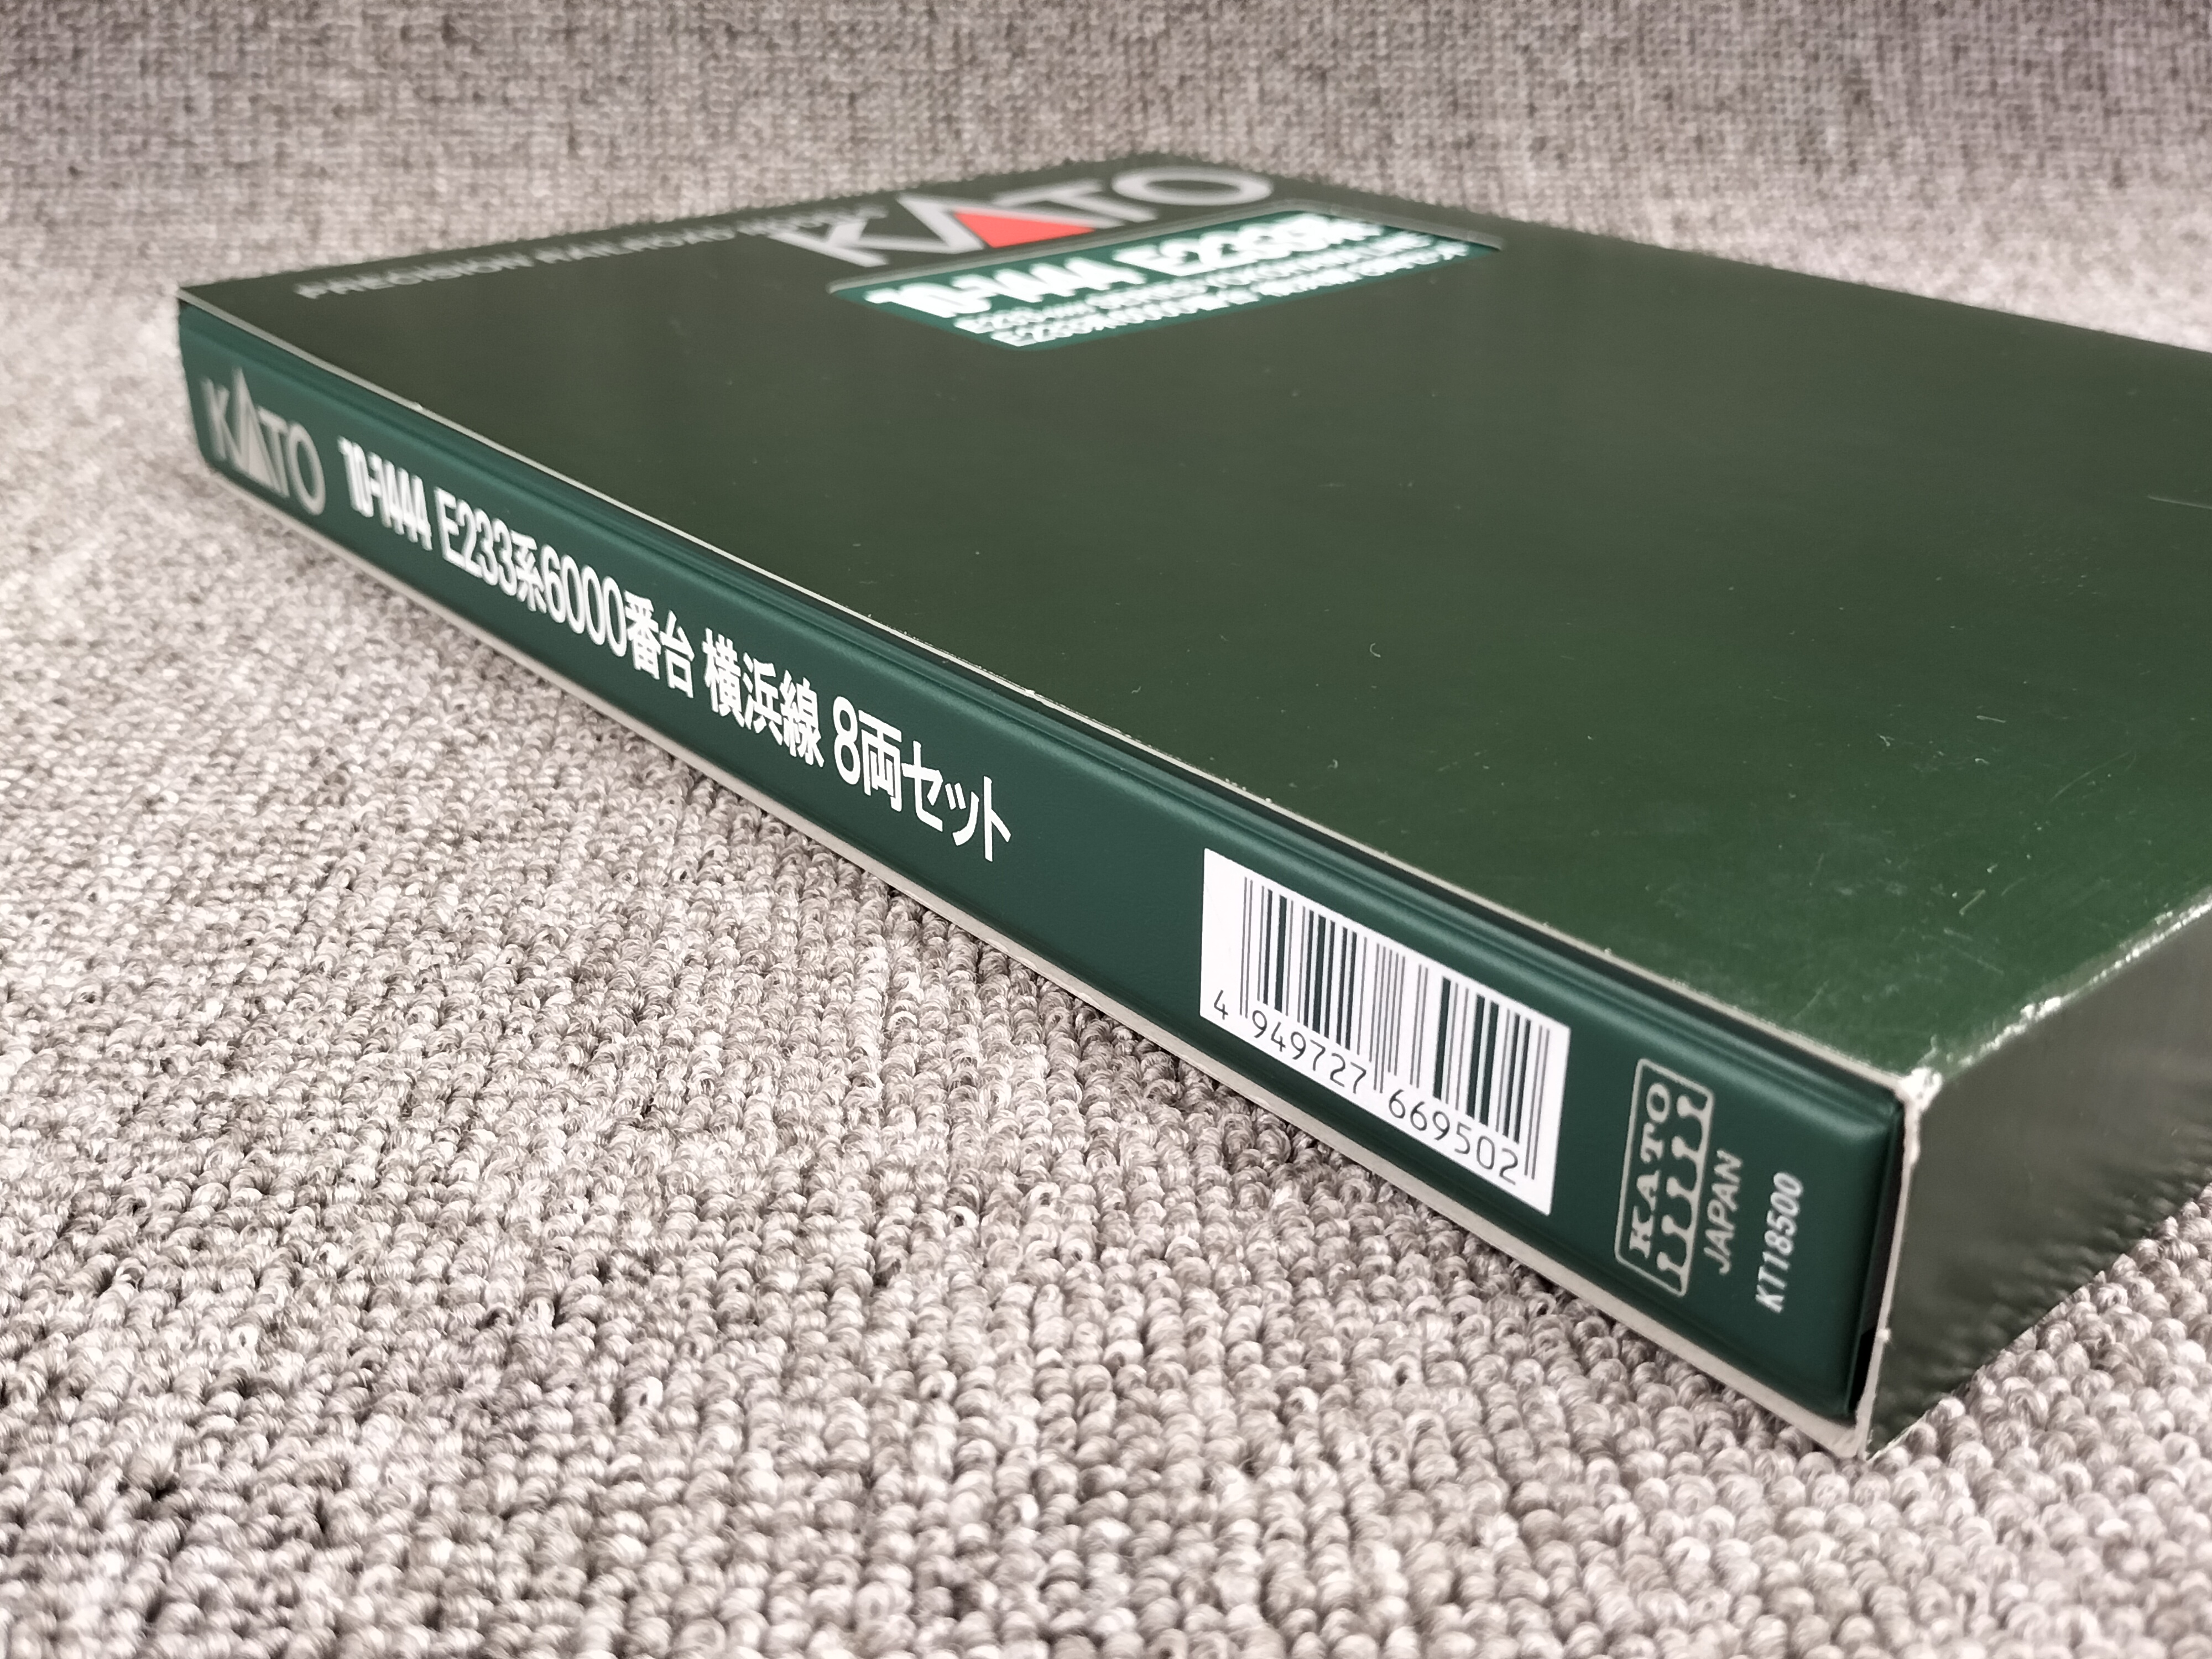 PRECISION RAILROAD MODELS
KATO
10-1444 E233系
KATO 10-1444 E233系6000番台 横浜線 8両セット
4 949727 669502
KATO
JAPAN
KT18500